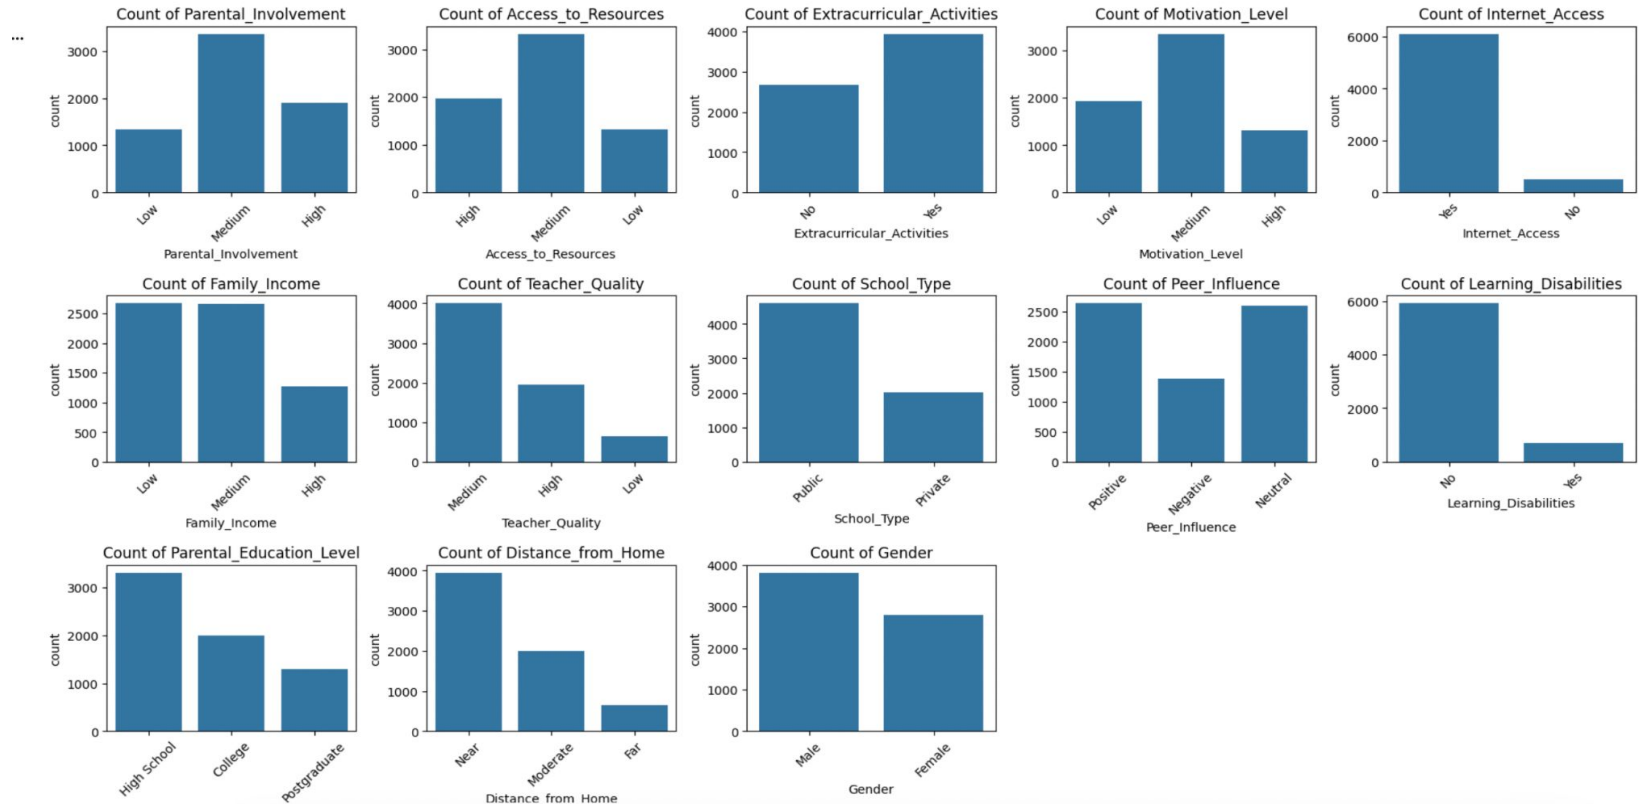 ...
Count of Parental_Involvement
count
3000
2000
1000
0
Low
Medium
High
Parental_Involvement
Count of Access_to_Resources
count
3000
2000
1000
0
High
Medium
Low
Access_to_Resources
Count of Extracurricular_Activities
count
4000
3000
2000
1000
0
No
Yes
Extracurricular_Activities
Count of Motivation_Level
count
3000
2000
1000
0
Low
Medium
High
Motivation_Level
Count of Internet_Access
count
6000
4000
2000
0
Yes
No
Internet_Access
Count of Family_Income
count
2500
2000
1500
1000
500
0
Low
Medium
High
Family_Income
Count of Teacher_Quality
count
4000
3000
2000
1000
0
Medium
High
Low
Teacher_Quality
Count of School_Type
count
4000
3000
2000
1000
0
Public
Private
School_Type
Count of Peer_Influence
count
2500
2000
1500
1000
500
0
Positive
Negative
Neutral
Peer_Influence
Count of Learning_Disabilities
count
6000
4000
2000
0
No
Yes
Learning_Disabilities
Count of Parental_Education_Level
count
3000
2000
1000
0
High School
College
Postgraduate
Count of Distance_from_Home
count
4000
3000
2000
1000
0
Near
Moderate
Far
Distance_from_Home
Count of Gender
count
4000
3000
2000
1000
0
Male
Female
Gender